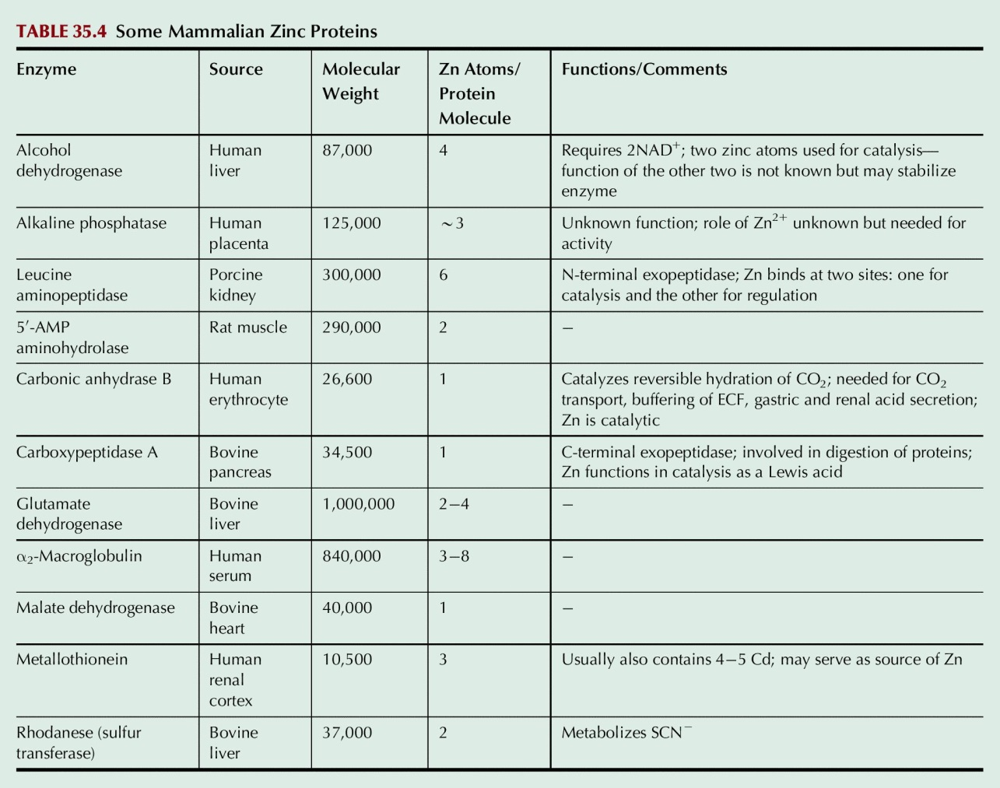 TABLE 35.4 Some Mammalian Zinc Proteins
Enzyme
Source
Molecular
Weight
Zn Atoms/
Protein
Molecule
Functions/Comments
Alcohol
dehydrogenase
Human
liver
87,000
4
Requires 2NAD⁺; two zinc atoms used for catalysis—
function of the other two is not known but may stabilize
enzyme
Alkaline phosphatase
Human
placenta
125,000
~3
Unknown function; role of Zn²⁺ unknown but needed for
activity
Leucine
aminopeptidase
Porcine
kidney
300,000
6
N-terminal exopeptidase; Zn binds at two sites: one for
catalysis and the other for regulation
5′-AMP
aminohydrolase
Rat muscle
290,000
2
–
Carbonic anhydrase B
Human
erythrocyte
26,600
1
Catalyzes reversible hydration of CO₂; needed for CO₂
transport, buffering of ECF, gastric and renal acid secretion;
Zn is catalytic
Carboxypeptidase A
Bovine
pancreas
34,500
1
C-terminal exopeptidase; involved in digestion of proteins;
Zn functions in catalysis as a Lewis acid
Glutamate
dehydrogenase
Bovine
liver
1,000,000
2–4
–
α₂-Macroglobulin
Human
serum
840,000
3–8
–
Malate dehydrogenase
Bovine
heart
40,000
1
–
Metallothionein
Human
renal
cortex
10,500
3
Usually also contains 4–5 Cd; may serve as source of Zn
Rhodanese (sulfur
transferase)
Bovine
liver
37,000
2
Metabolizes SCN⁻